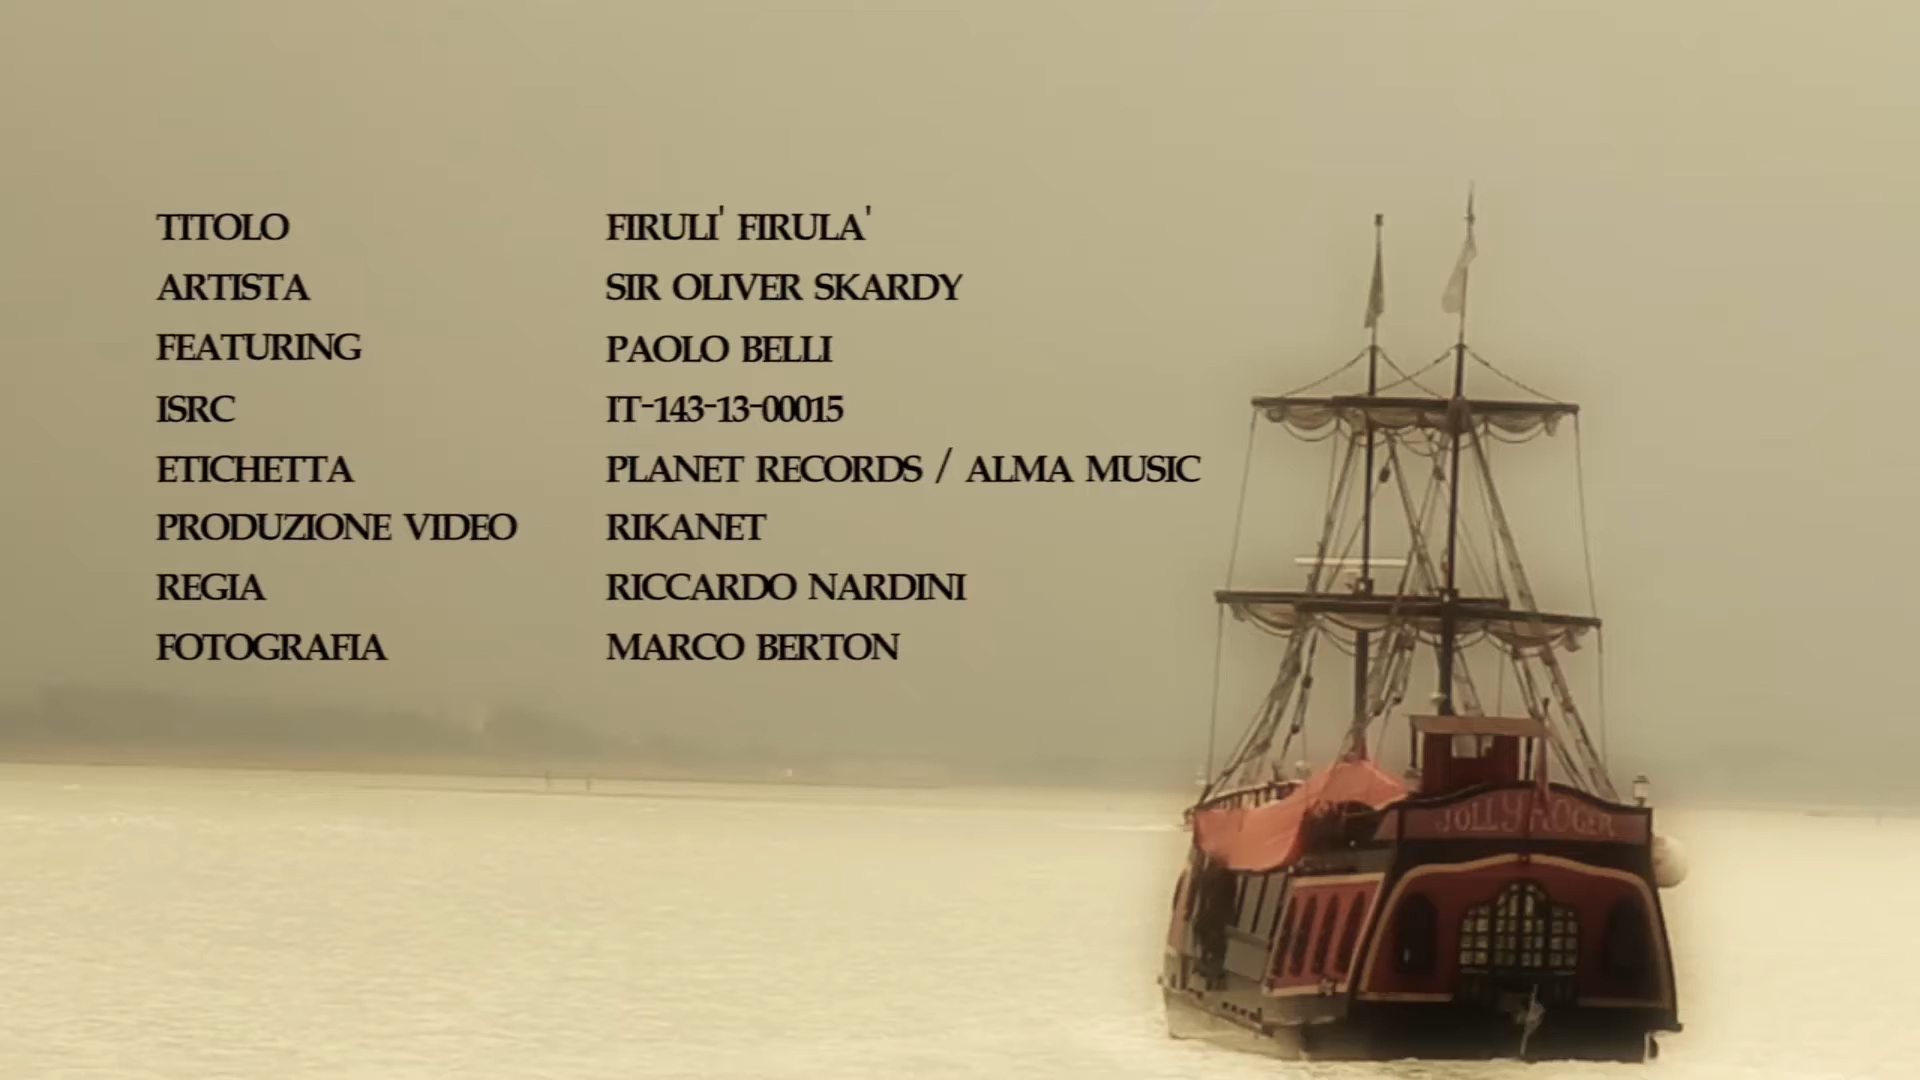 TITOLO FIRULI' FIRULA'
ARTISTA SIR OLIVER SKARDY
FEATURING PAOLO BELLI
ISRC IT-143-13-00015
ETICHETTA PLANET RECORDS / ALMA MUSIC
PRODUZIONE VIDEO RIKANET
REGIA RICCARDO NARDINI
FOTOGRAFIA MARCO BERTON
JOLLY ROGER